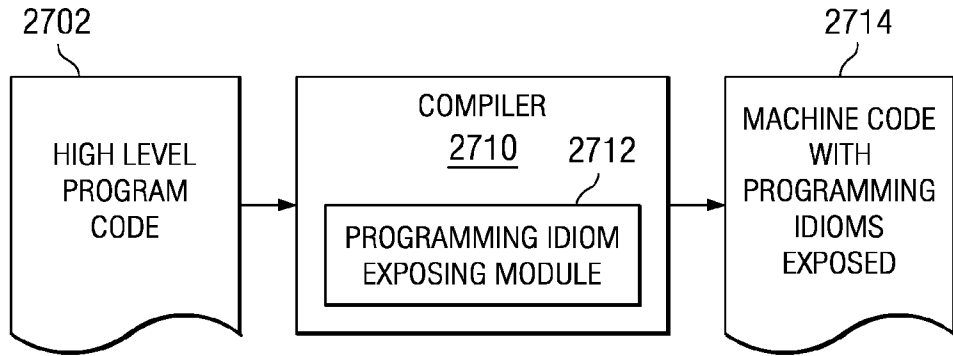 2702
2714
HIGH LEVEL
PROGRAM
CODE
COMPILER
2710
2712
PROGRAMMING IDIOM
EXPOSING MODULE
MACHINE CODE
WITH
PROGRAMMING
IDIOMS
EXPOSED